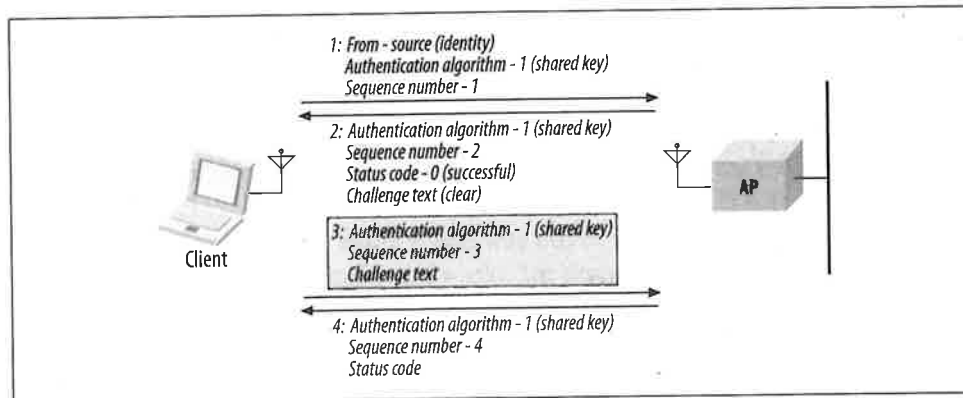 1: From - source (identity)
Authentication algorithm - 1 (shared key)
Sequence number - 1
2: Authentication algorithm - 1 (shared key)
Sequence number - 2
Status code - 0 (successful)
Challenge text (clear)
3: Authentication algorithm - 1 (shared key)
Sequence number - 3
Challenge text
4: Authentication algorithm - 1 (shared key)
Sequence number - 4
Status code
Client
AP